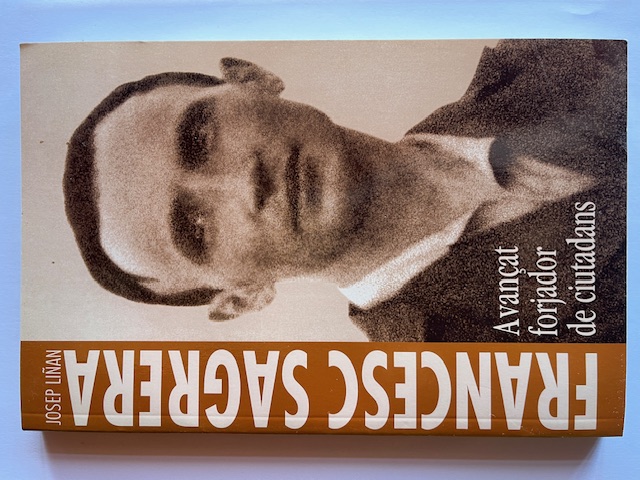 JOSEP LIÑAN
FRANCESC SAGRERA
Avançat
forjador
de ciutadans